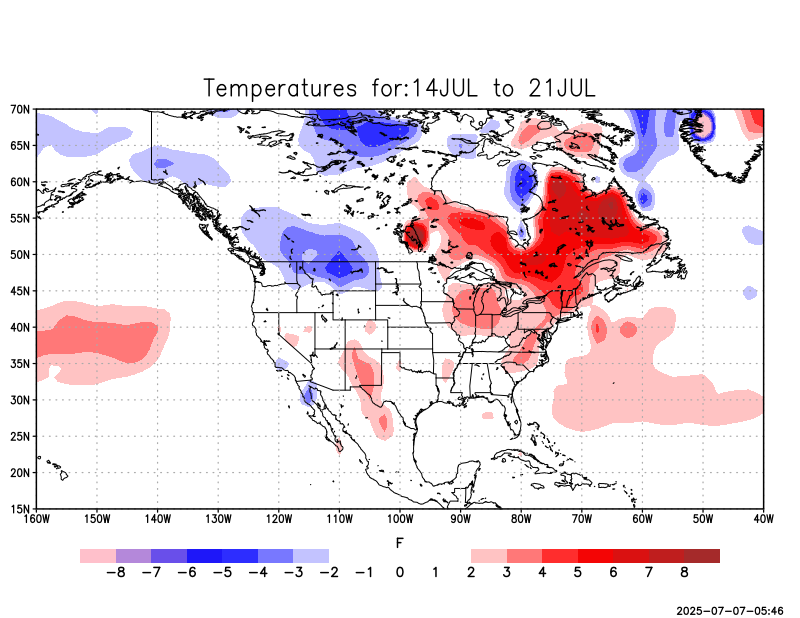 Temperatures for:14JUL to 21JUL
70N
65N
60N
55N
50N
45N
40N
35N
30N
25N
20N
15N
160W 150W 140W 130W 120W 110W 100W 90W 80W 70W 60W 50W 40W
F
−8 −7 −6 −5 −4 −3 −2 −1 0 1 2 3 4 5 6 7 8
2025-07-07-05:46